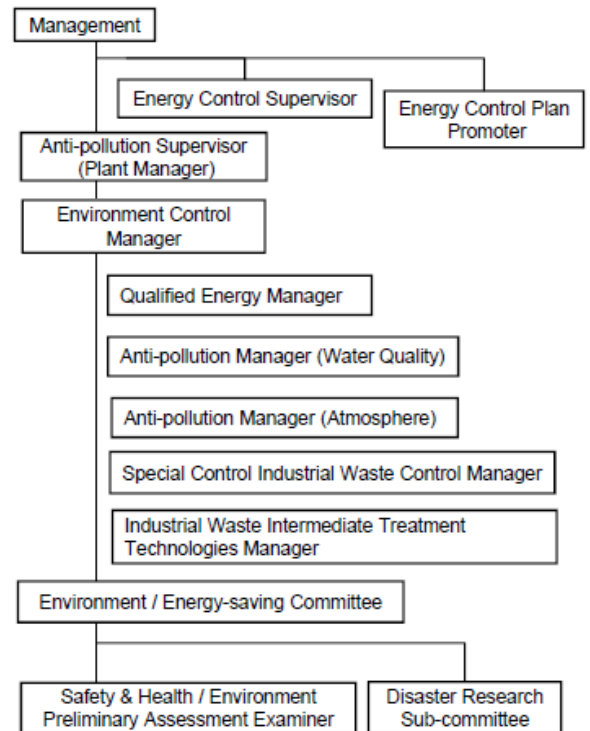 Management
Energy Control Supervisor
Energy Control Plan
Promoter
Anti-pollution Supervisor
(Plant Manager)
Environment Control
Manager
Qualified Energy Manager
Anti-pollution Manager (Water Quality)
Anti-pollution Manager (Atmosphere)
Special Control Industrial Waste Control Manager
Industrial Waste Intermediate Treatment
Technologies Manager
Environment / Energy-saving Committee
Safety & Health / Environment
Preliminary Assessment Examiner
Disaster Research
Sub-committee